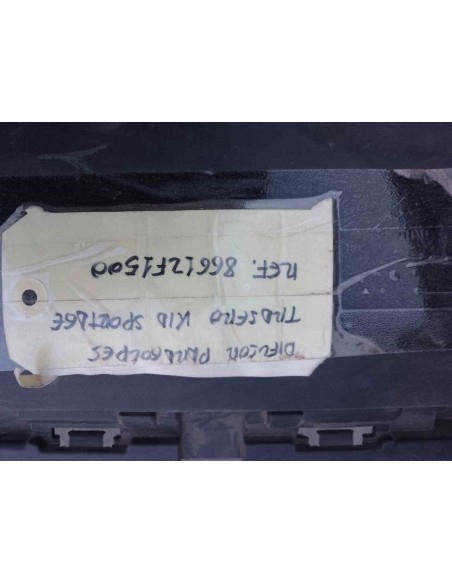 DIFUSOR PARAGOLPES
TRASERO KIA SPORTAGE
REF. 86612F1500